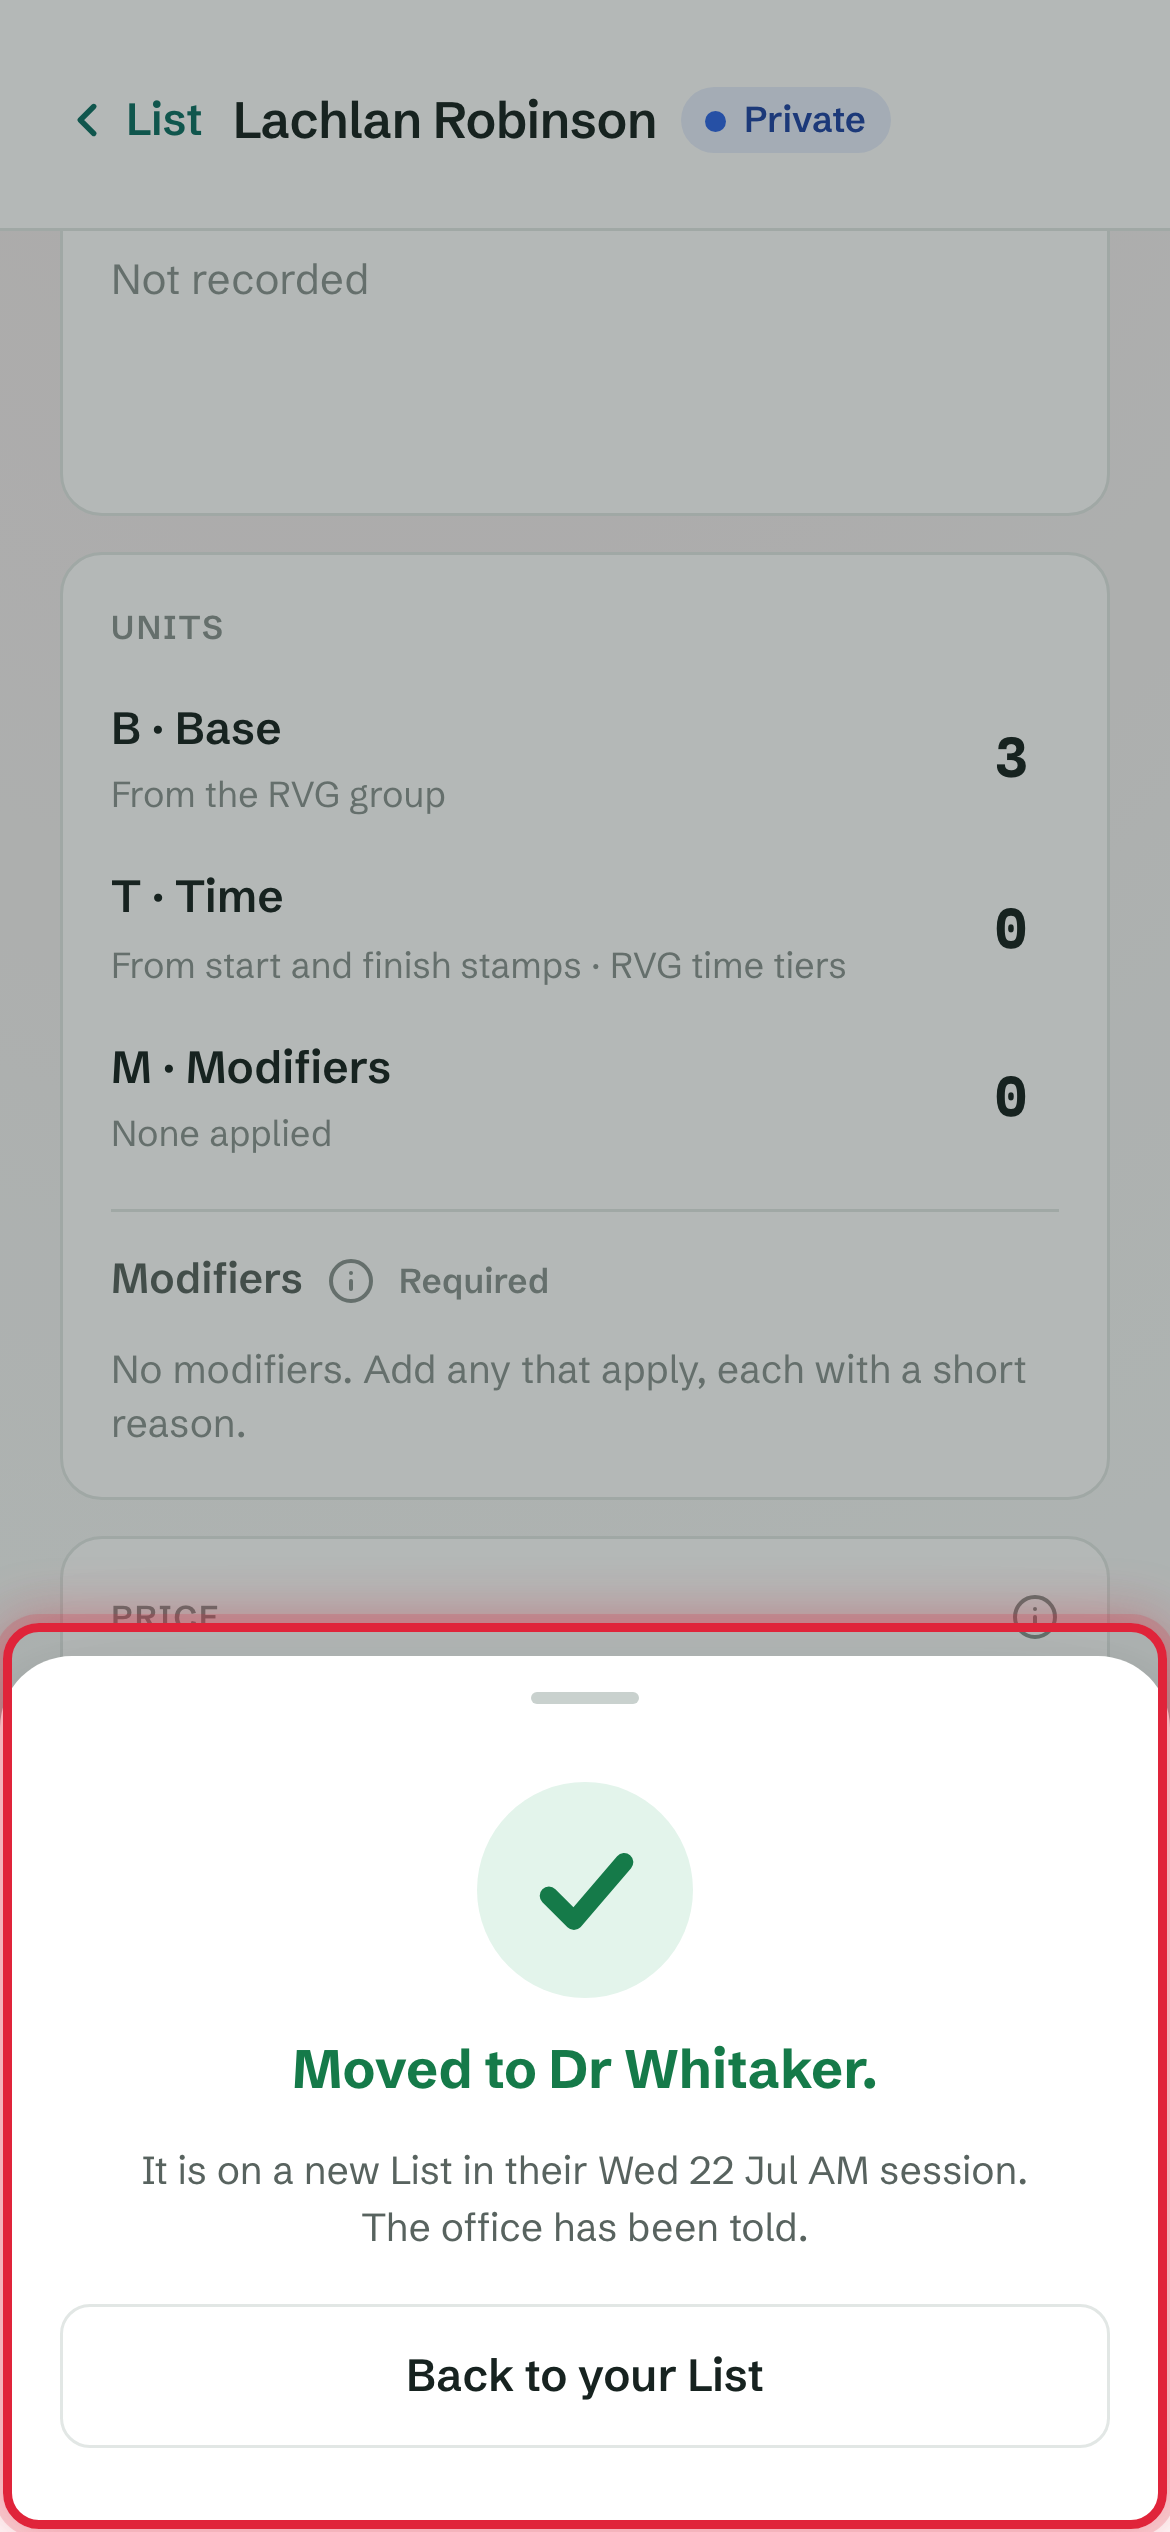 List Lachlan Robinson Private
Not recorded
UNITS
B · Base
3
From the RVG group
T · Time
0
From start and finish stamps · RVG time tiers
M · Modifiers
0
None applied
Modifiers Required
No modifiers. Add any that apply, each with a short
reason.
PRICE
Moved to Dr Whitaker.
It is on a new List in their Wed 22 Jul AM session.
The office has been told.
Back to your List